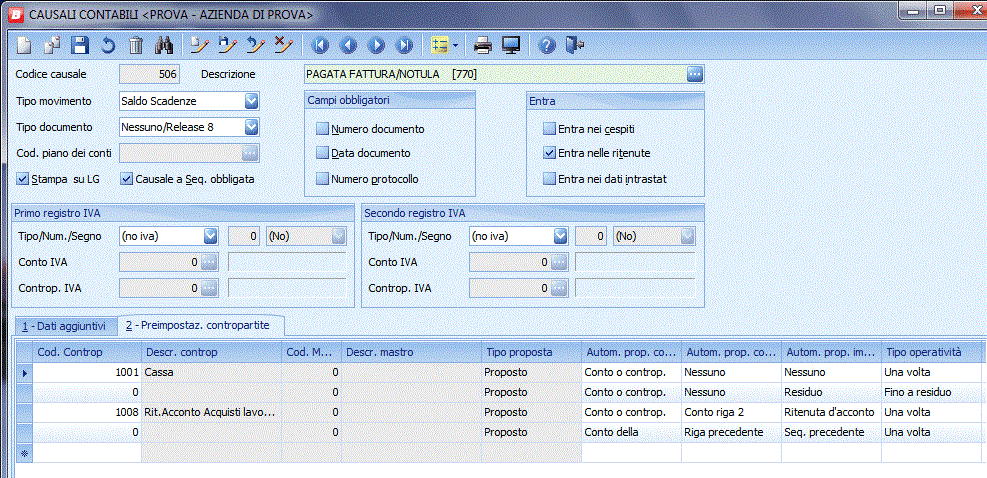 B CAUSALI CONTABILI <PROVA - AZIENDA DI PROVA>
Codice causale 506 Descrizione PAGATA FATTURA/NOTULA [770]
Tipo movimento Saldo Scadenze
Tipo documento Nessuno/Release 8
Cod. piano dei conti
Stampa su LG Causale a Seq. obbligata
Campi obbligatori
Numero documento
Data documento
Numero protocollo
Entra
Entra nei cespiti
Entra nelle ritenute
Entra nei dati intrastat
Primo registro IVA
Tipo/Num./Segno (no iva) 0 (No)
Conto IVA 0
Controp. IVA 0
Secondo registro IVA
Tipo/Num./Segno (no iva) 0 (No)
Conto IVA 0
Controp. IVA 0
1 - Dati aggiuntivi 2 - Preimpostaz. contropartite
Cod. Controp Descr. controp Cod. M... Descr. mastro Tipo proposta Autom. prop. co... Autom. prop. co... Autom. prop. im... Tipo operatività
1001 Cassa 0 Proposto Conto o controp. Nessuno Nessuno Una volta
0 0 Proposto Conto o controp. Nessuno Residuo Fino a residuo
1008 Rit.Acconto Acquisti lavo... 0 Proposto Conto o controp. Conto riga 2 Ritenuta d'acconto Una volta
0 0 Proposto Conto della Riga precedente Seq. precedente Una volta